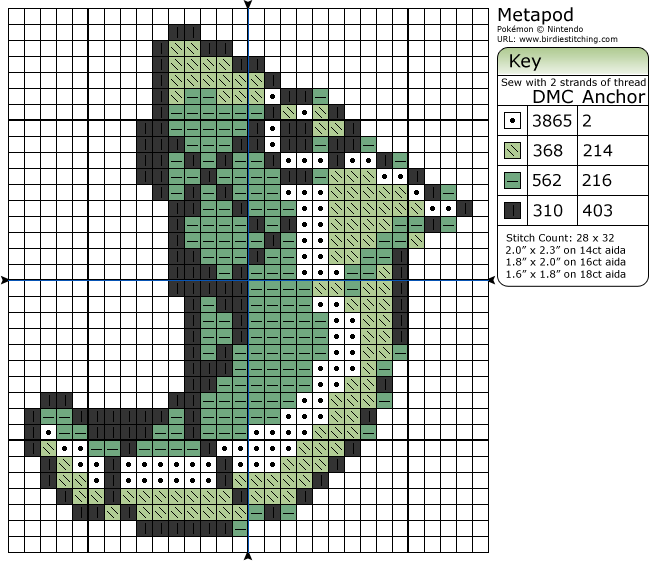 Metapod
Pokémon © Nintendo
URL: www.birdiestitching.com
Key
Sew with 2 strands of thread
DMC Anchor
3865 2
368 214
562 216
310 403
Stitch Count: 28 x 32
2.0” x 2.3” on 14ct aida
1.8” x 2.0” on 16ct aida
1.6” x 1.8” on 18ct aida